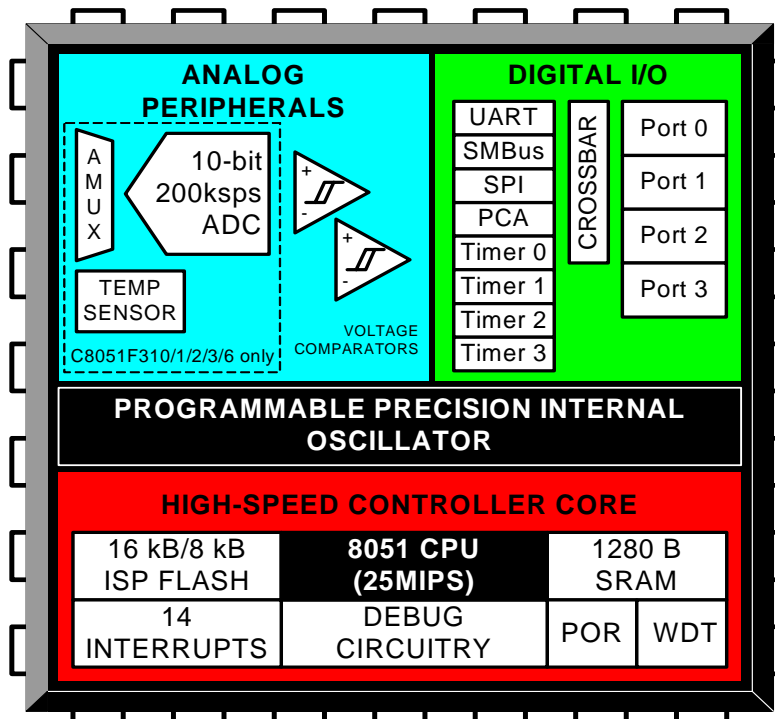 ANALOG
PERIPHERALS
A
M
U
X
10-bit
200ksps
ADC
+
-
+
-
TEMP
SENSOR
VOLTAGE
COMPARATORS
C8051F310/1/2/3/6 only
DIGITAL I/O
UART
SMBus
SPI
PCA
Timer 0
Timer 1
Timer 2
Timer 3
CROSSBAR
Port 0
Port 1
Port 2
Port 3
PROGRAMMABLE PRECISION INTERNAL
OSCILLATOR
HIGH-SPEED CONTROLLER CORE
16 kB/8 kB
ISP FLASH
8051 CPU
(25MIPS)
1280 B
SRAM
14
INTERRUPTS
DEBUG
CIRCUITRY
POR
WDT